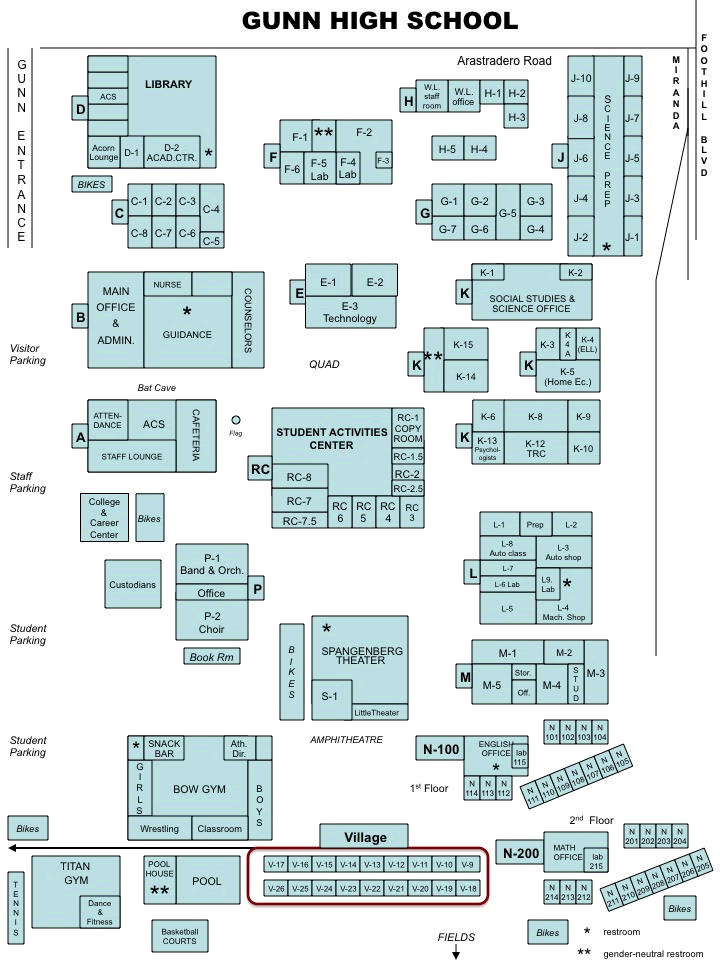 GUNN HIGH SCHOOL
GUNN ENTRANCE
Arastradero Road
MIRANDA
FOOTHILL BLVD
D
ACS
LIBRARY
Acorn
Lounge
D-1
D-2
ACAD.CTR.
*
BIKES
C
C-1
C-2
C-3
C-4
C-8
C-7
C-6
C-5
F
F-1
**
F-2
F-6
F-5
Lab
F-4
Lab
F-3
H
W.L.
staff
room
W.L.
office
H-1
H-2
H-3
H-5
H-4
G
G-1
G-2
G-5
G-3
G-7
G-6
G-4
J
J-10
J-9
J-8
J-7
J-6
J-5
J-4
J-3
J-2
J-1
SCIENCE PREP
*
B
MAIN
OFFICE
&
ADMIN.
NURSE
*
GUIDANCE
COUNSELORS
E
E-1
E-2
E-3
Technology
K
K-1
K-2
SOCIAL STUDIES &
SCIENCE OFFICE
K
**
K-15
K-14
K
K-3
K
4
A
K-4
(ELL)
K-5
(Home Ec.)
Visitor
Parking
QUAD
Bat Cave
A
ATTEN-
DANCE
ACS
CAFETERIA
STAFF LOUNGE
Flag
RC
STUDENT ACTIVITIES
CENTER
RC-1
COPY
ROOM
RC-1.5
RC-2
RC-2.5
RC-8
RC-7
RC-7.5
RC
6
RC
5
RC
4
RC
3
K
K-6
K-8
K-9
K-13
Psychol-
ogists
K-12
TRC
K-10
Staff
Parking
College
&
Career
Center
Bikes
Custodians
P-1
Band & Orch.
Office
P
P-2
Choir
Book Rm
L
L-1
Prep
L-2
L-8
Auto class
L-3
Auto shop
L-7
L-6 Lab
L9.
Lab
*
L-5
L-4
Mach. Shop
Student
Parking
BIKES
*
SPANGENBERG
THEATER
S-1
LittleTheater
AMPHITHEATRE
M
M-1
M-2
M-3
M-5
Stor.
Off.
M-4
STUD
Student
Parking
*
SNACK
BAR
Ath.
Dir.
GIRLS
BOW GYM
BOYS
Wrestling
Classroom
N-100
ENGLISH
OFFICE
*
lab
115
1st Floor
N
114
N
113
N
112
N
101
N
102
N
103
N
104
N
111
N
110
N
109
N
108
N
107
N
106
N
105
Bikes
Village
V-17
V-16
V-15
V-14
V-13
V-12
V-11
V-10
V-9
V-26
V-25
V-24
V-23
V-22
V-21
V-20
V-19
V-18
2nd Floor
N-200
MATH
OFFICE
lab
215
N
201
N
202
N
203
N
204
N
214
N
213
N
212
N
211
N
210
N
209
N
208
N
207
N
206
N
205
TENNIS
TITAN
GYM
Dance
&
Fitness
POOL
HOUSE
**
POOL
Basketball
COURTS
FIELDS
Bikes
Bikes
* restroom
** gender-neutral restroom